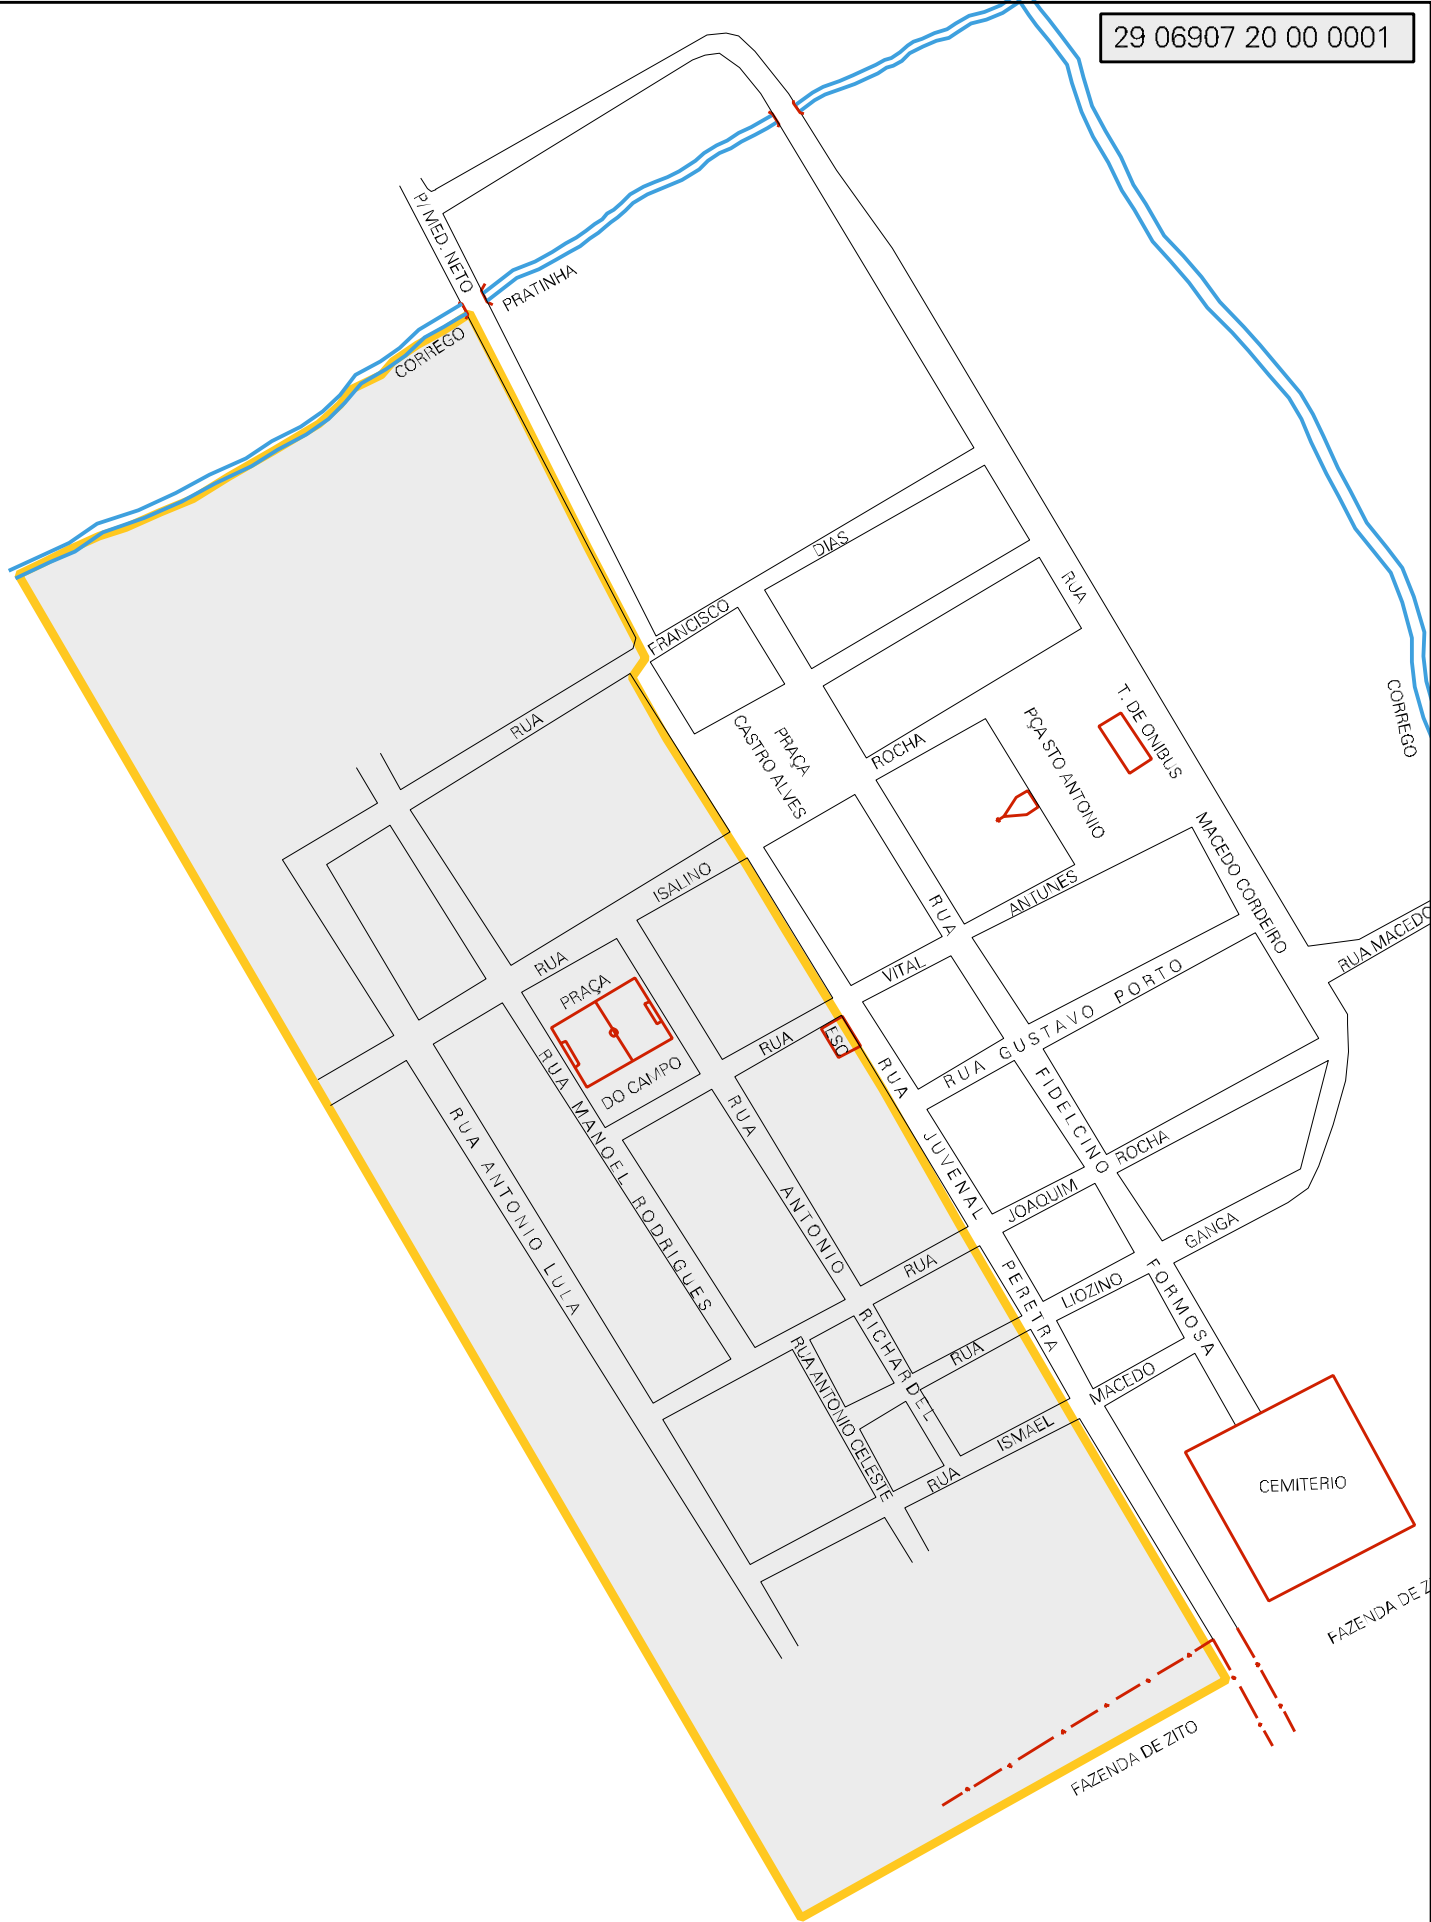 29 06907 20 00 0001
P/ MED. NETO
PRATINHA
CORREGO
DIAS
FRANCISCO
RUA
RUA
CORREGO
T. DE ONIBUS
PÇA STO ANTONIO
PRAÇA
CASTRO ALVES
ROCHA
MACEDO CORDEIRO
ISALINO
ANTUNES
RUA
RUA MACEDO
RUA
VITAL
PRAÇA
DO CAMPO
RUA
ESC
RUA GUSTAVO PORTO
RUA
FIDELCINO
RUA ANTONIO LULA
RUA MANOEL RODRIGUES
RUA
ANTONIO
JUVENAL
ROCHA
JOAQUIM
GANGA
RUA
PERETRA
LIOZINO
FORMOSA
RICHARDEL
RUA ANTONIO CELESTE
RUA
MACEDO
ISMAEL
RUA
CEMITERIO
FAZENDA DE Z
FAZENDA DE ZITO